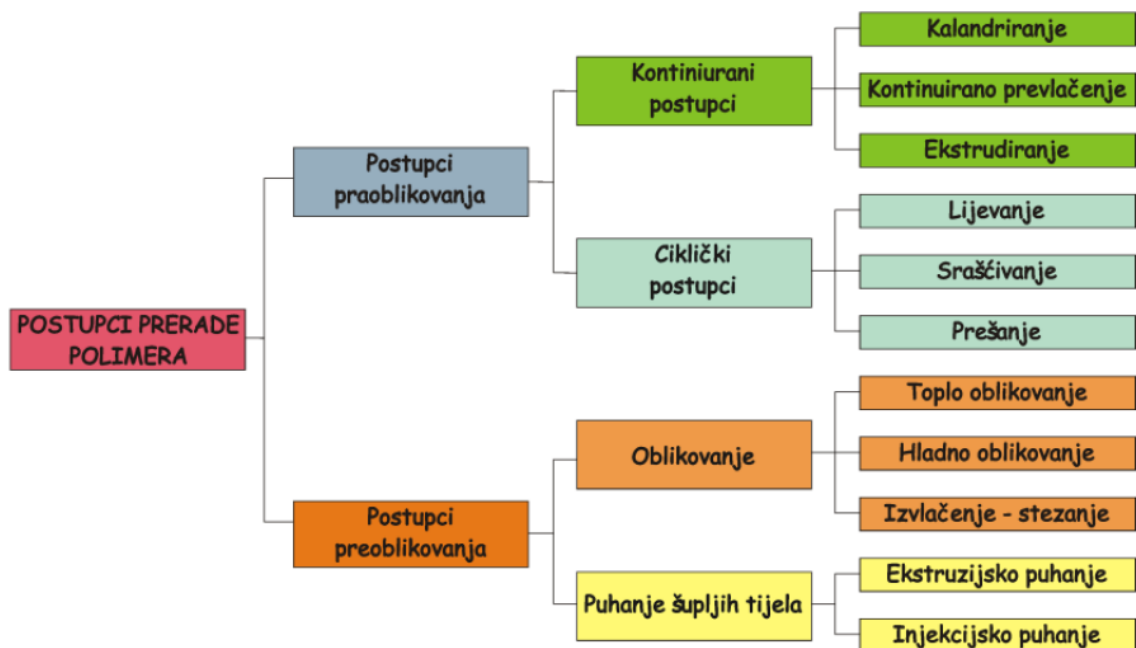 POSTUPCI PRERADE
POLIMERA
Postupci
praoblikovanja
Kontiniurani
postupci
Kalandriranje
Kontinuirano prevlačenje
Ekstrudiranje
Ciklički
postupci
Lijevanje
Srašćivanje
Prešanje
Postupci
preoblikovanja
Oblikovanje
Toplo oblikovanje
Hladno oblikovanje
Izvlačenje - stezanje
Puhanje šupljih tijela
Ekstruzijsko puhanje
Injekcijsko puhanje